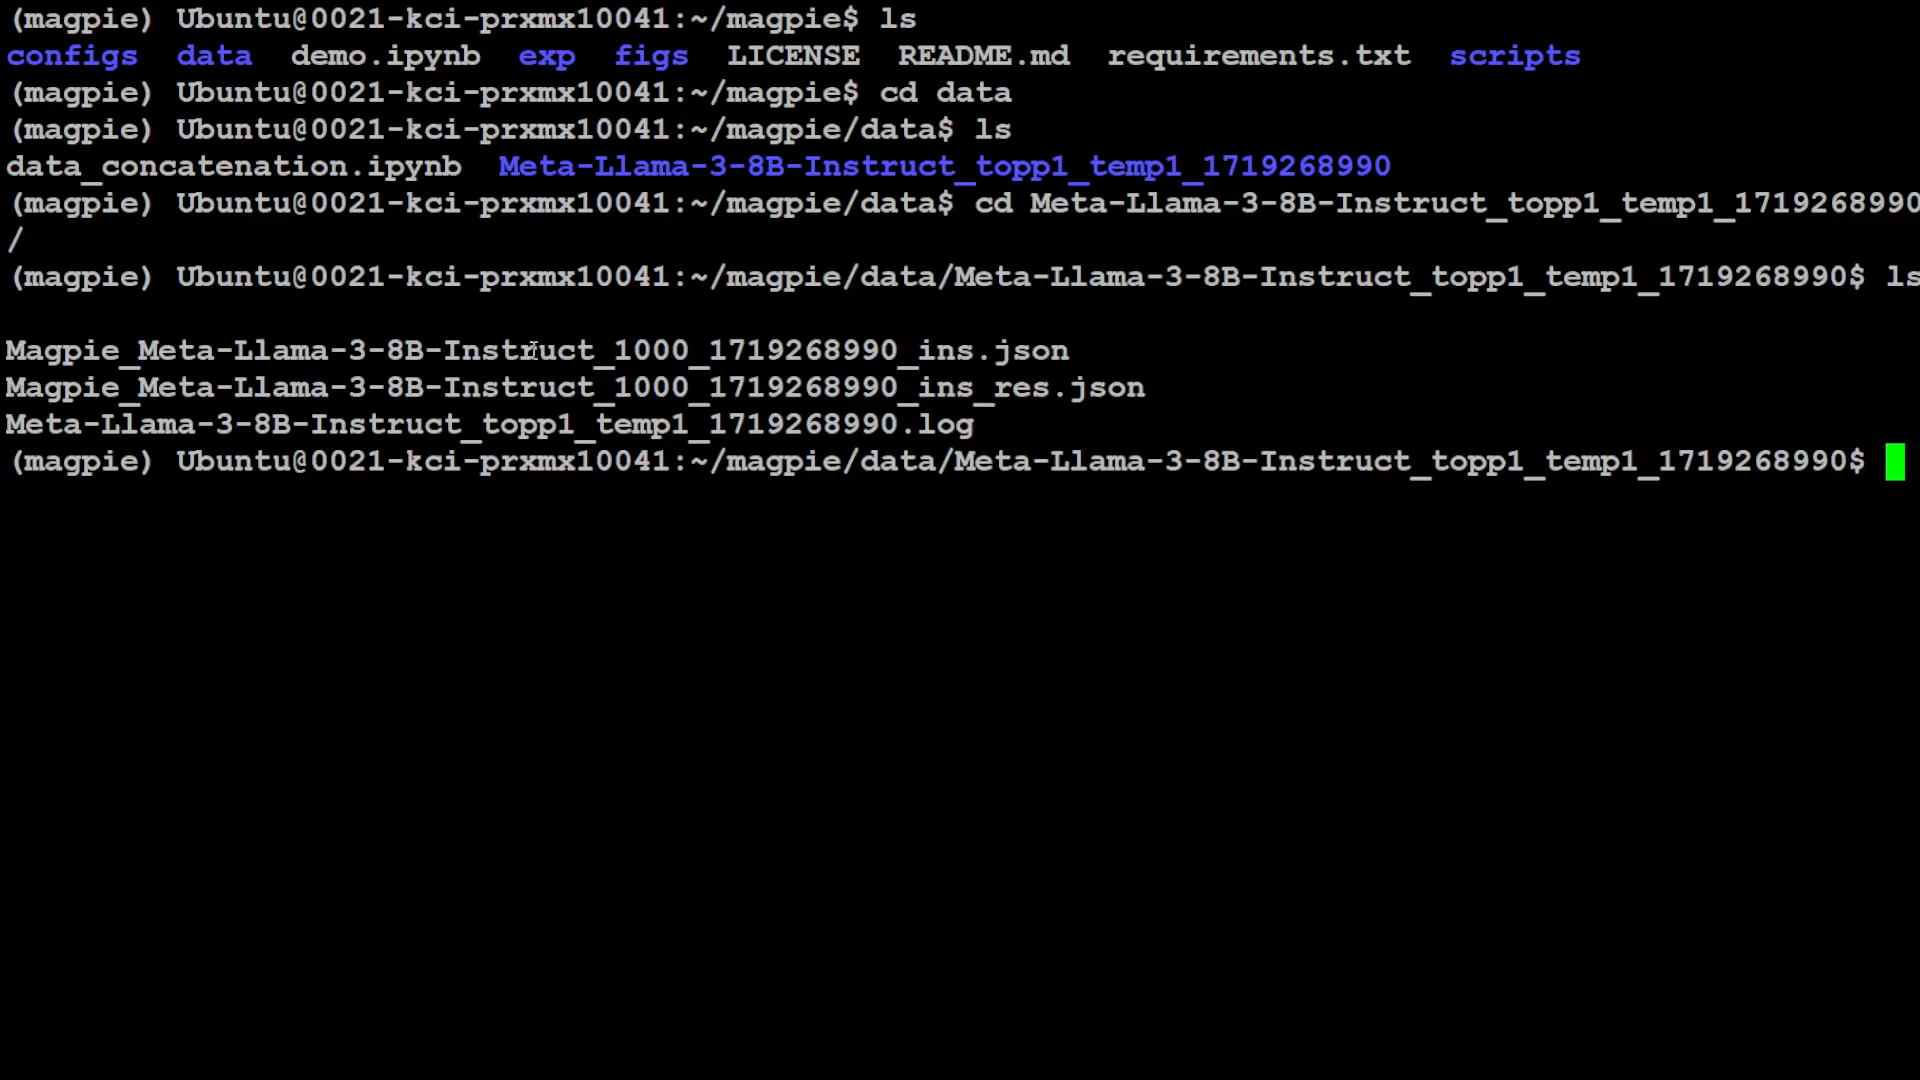 (magpie) Ubuntu@0021-kci-prxmx10041:~/magpie$ ls
configs  data  demo.ipynb  exp  figs  LICENSE  README.md  requirements.txt  scripts
(magpie) Ubuntu@0021-kci-prxmx10041:~/magpie$ cd data
(magpie) Ubuntu@0021-kci-prxmx10041:~/magpie/data$ ls
data_concatenation.ipynb  Meta-Llama-3-8B-Instruct_topp1_temp1_1719268990
(magpie) Ubuntu@0021-kci-prxmx10041:~/magpie/data$ cd Meta-Llama-3-8B-Instruct_topp1_temp1_1719268990
/
(magpie) Ubuntu@0021-kci-prxmx10041:~/magpie/data/Meta-Llama-3-8B-Instruct_topp1_temp1_1719268990$ ls
Magpie_Meta-Llama-3-8B-Instruct_1000_1719268990_ins.json
Magpie_Meta-Llama-3-8B-Instruct_1000_1719268990_ins_res.json
Meta-Llama-3-8B-Instruct_topp1_temp1_1719268990.log
(magpie) Ubuntu@0021-kci-prxmx10041:~/magpie/data/Meta-Llama-3-8B-Instruct_topp1_temp1_1719268990$